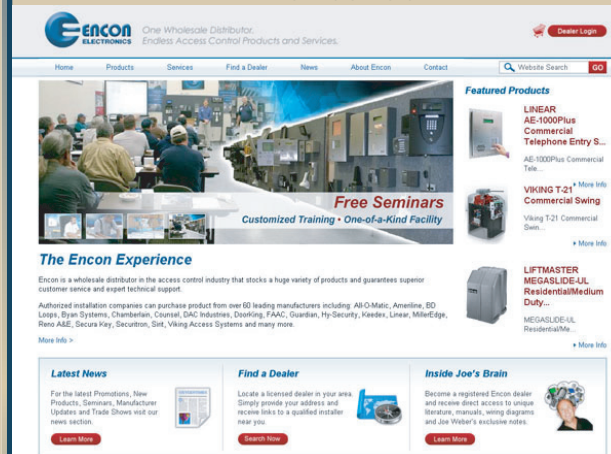 ENCON
ELECTRONICS
One Wholesale Distributor.
Endless Access Control Products and Services.
Dealer Login
Home Products Services Find a Dealer News About Encon Contact
Website Search GO
Free Seminars
Customized Training • One-of-a-Kind Facility
Featured Products
LINEAR
AE-1000Plus
Commercial
Telephone Entry S...
AE-1000Plus Commercial
Tele...
More Info
VIKING T-21
Commercial Swing
Viking T-21 Commercial
Swin...
More Info
LIFTMASTER
MEGASLIDE-UL
Residential/Medium
Duty...
MEGASLIDE-UL
Residential/Me...
More Info
The Encon Experience
Encon is a wholesale distributor in the access control industry that stocks a huge variety of products and guarantees superior
customer service and expert technical support.
Authorized installation companies can purchase product from over 60 leading manufacturers including: All-O-Matic, Ameriline, BD
Loops, Byan Systems, Chamberlain, Counsel, DAC Industries, DoorKing, FAAC, Guardian, Hy-Security, Keedex, Linear, MillerEdge,
Reno A&E, Secura Key, Securitron, Sirit, Viking Access Systems and many more.
More Info >
Latest News
For the latest Promotions, New
Products, Seminars, Manufacturer
Updates and Trade Shows visit our
news section.
Learn More
Find a Dealer
Locate a licensed dealer in your area.
Simply provide your address and
receive links to a qualified installer
near you.
Search Now
Inside Joe's Brain
Become a registered Encon dealer
and receive direct access to unique
literature, manuals, wiring diagrams
and Joe Weber's exclusive notes.
Learn More